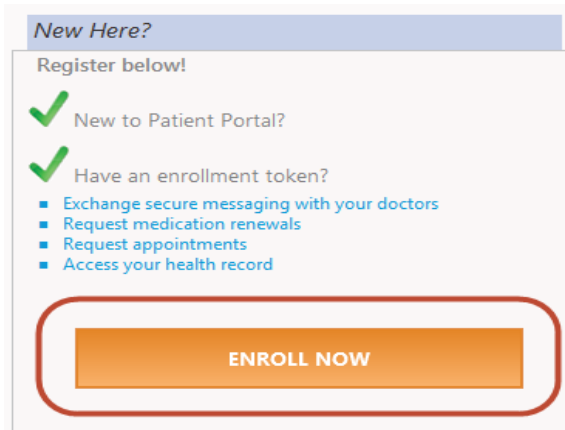 New Here?
Register below!
New to Patient Portal?
Have an enrollment token?
Exchange secure messaging with your doctors
Request medication renewals
Request appointments
Access your health record
ENROLL NOW